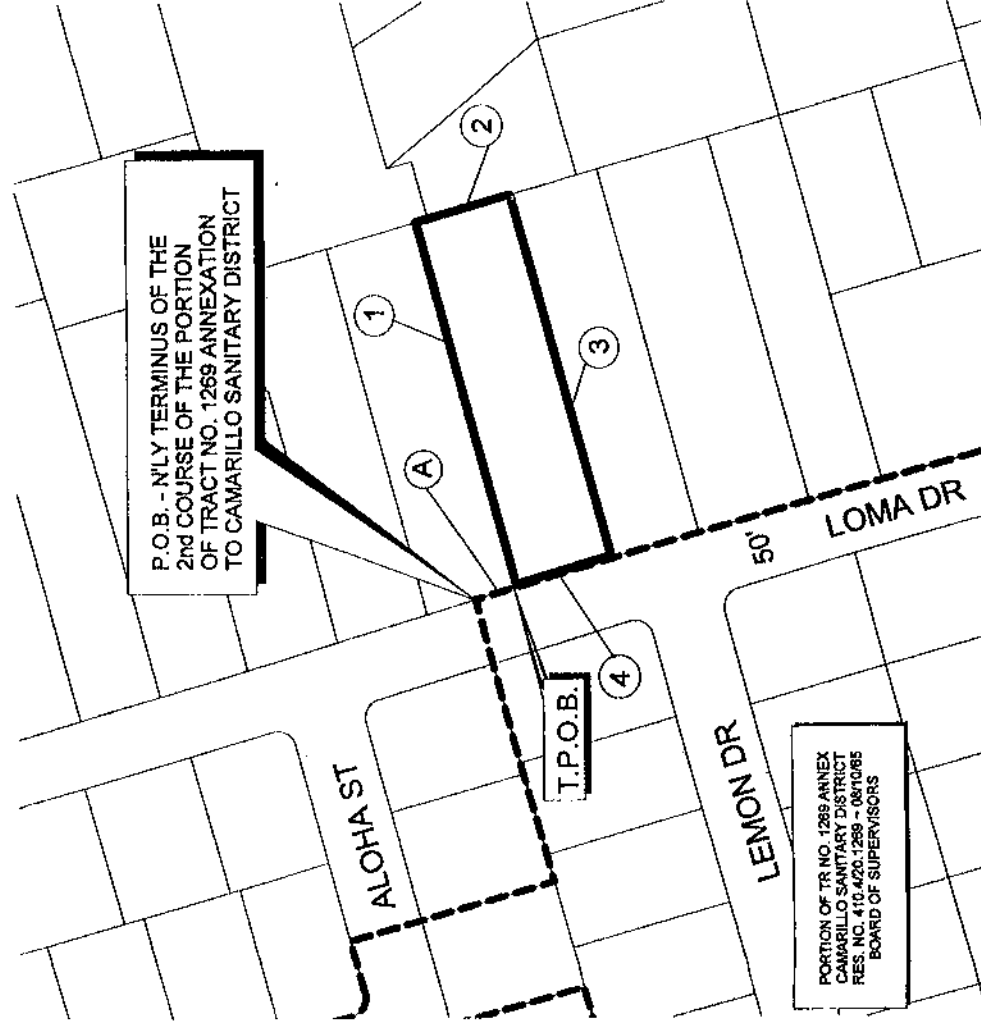 P.O.B. - N'LY TERMINUS OF THE
2nd COURSE OF THE PORTION
OF TRACT NO. 1269 ANNEXATION
TO CAMARILLO SANITARY DISTRICT
2
1
3
A
4
T.P.O.B.
50'
LOMA DR
ALOHA ST
LEMON DR
PORTION OF TR NO. 1269 ANNEX
CAMARILLO SANITARY DISTRICT
RES. NO. 410.4/20.1269 ~ 08/10/65
BOARD OF SUPERVISORS